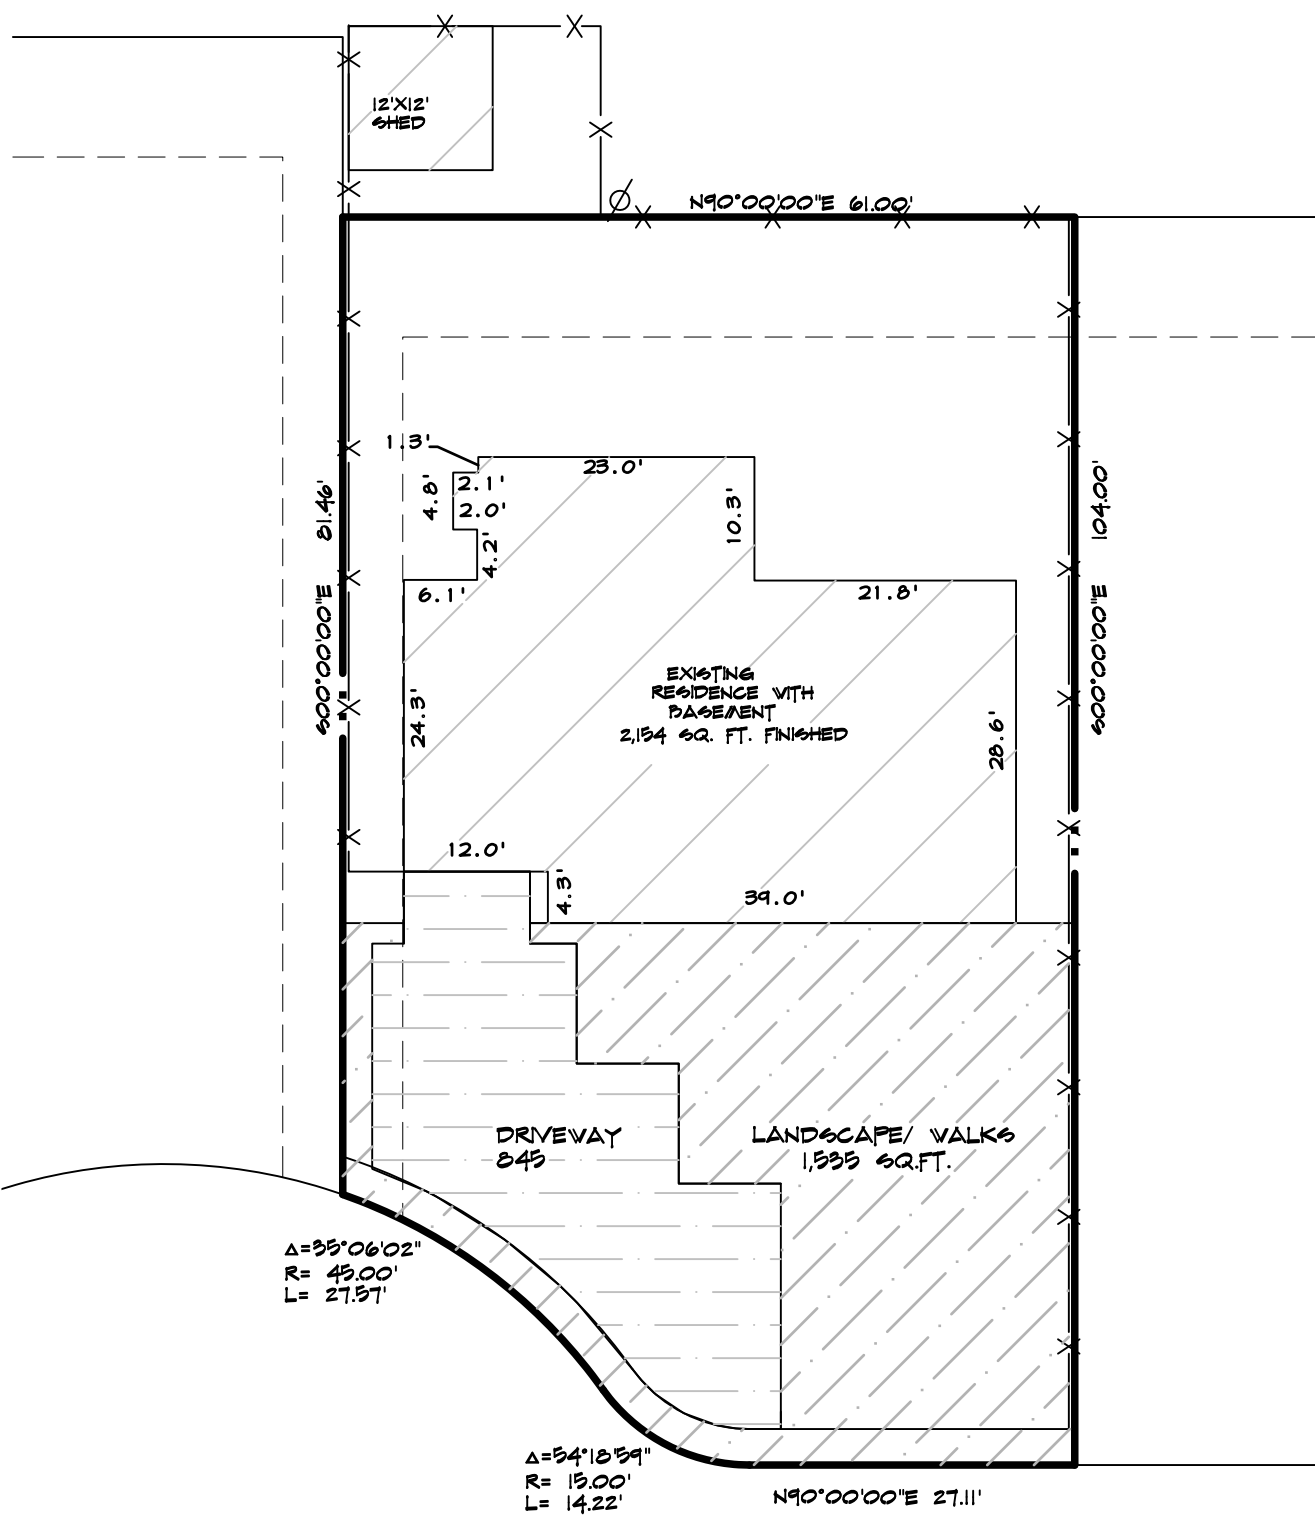 12'X12'
SHED
N90°00'00"E 61.00'
1.3'
23.0'
2.1'
4.8'
2.0'
4.2'
6.1'
10.3'
21.8'
S00°00'00"E 81.46'
S00°00'00"E 104.00'
EXISTING
RESIDENCE WITH
BASEMENT
2,154 SQ. FT. FINISHED
24.3'
28.6'
12.0'
4.3'
39.0'
DRIVEWAY
845
LANDSCAPE/ WALKS
1,535 SQ.FT.
Δ=35°06'02"
R= 45.00'
L= 27.57'
Δ=54°18'59"
R= 15.00'
L= 14.22'
N90°00'00"E 27.11'